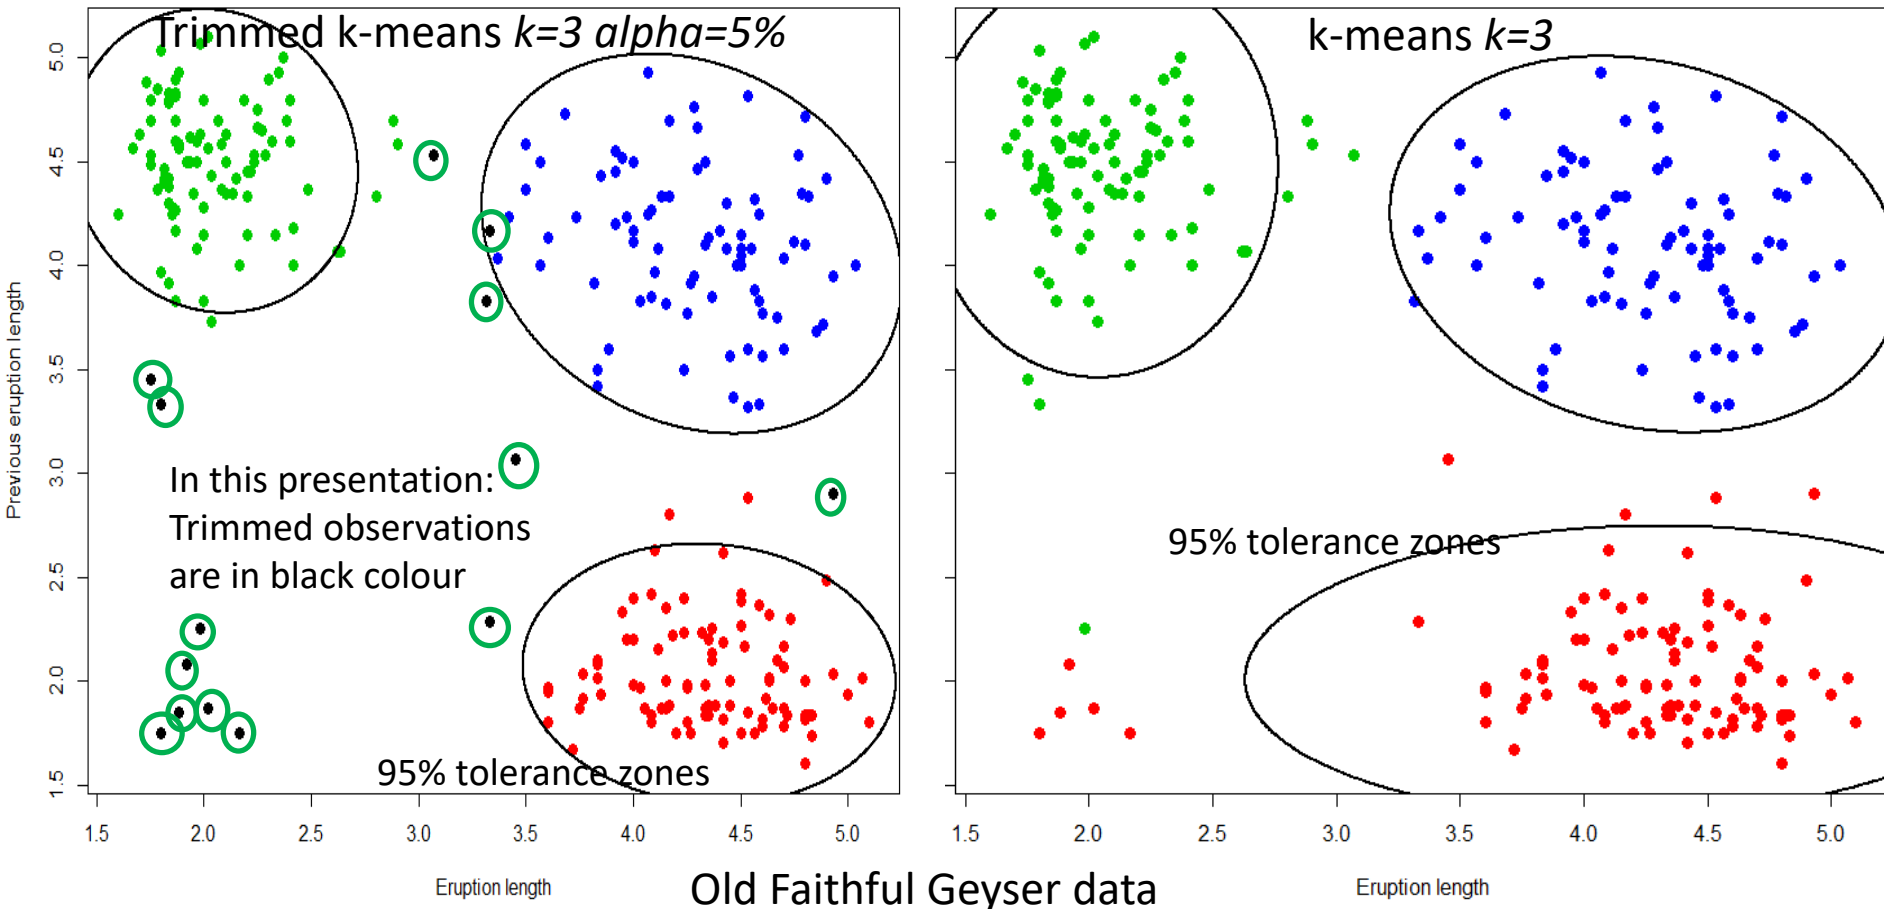 Trimmed k-means k=3 alpha=5%
k-means k=3
Previous eruption length
5.0
4.5
4.0
3.5
3.0
2.5
2.0
1.5
In this presentation:
Trimmed observations
are in black colour
95% tolerance zones
95% tolerance zones
1.5 2.0 2.5 3.0 3.5 4.0 4.5 5.0
1.5 2.0 2.5 3.0 3.5 4.0 4.5 5.0
Eruption length
Old Faithful Geyser data
Eruption length